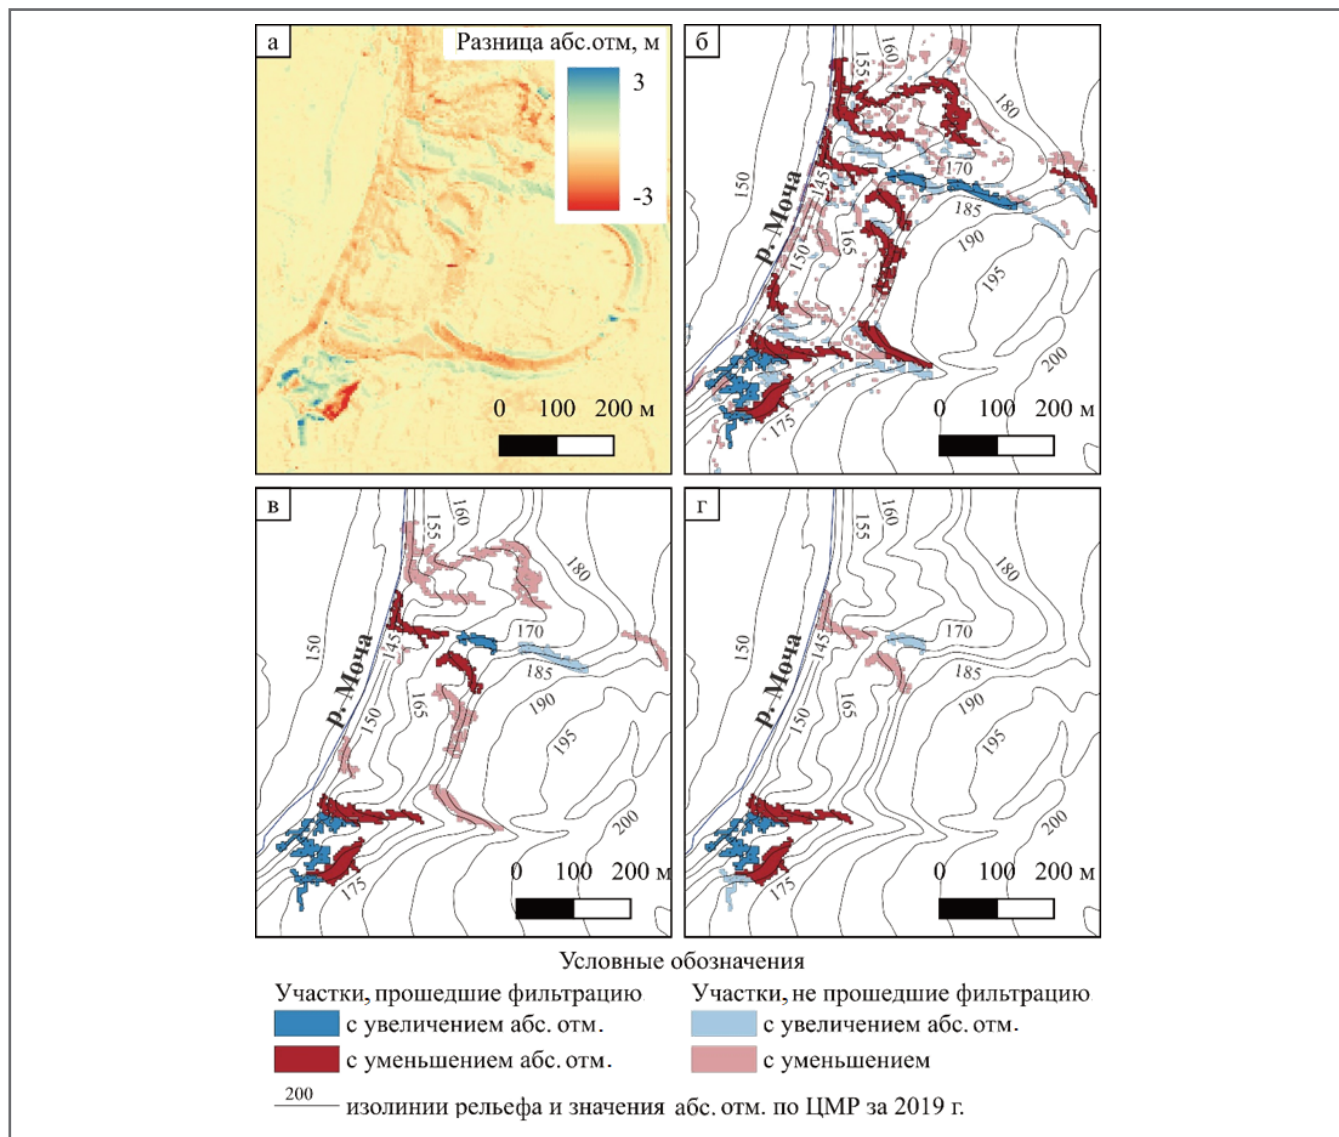 а
Разница абс.отм, м
3
-3
0 100 200 м
б
160
155
180
150
170
145
185
р. Моча
190
165
150
195
200
0 100 200 м
175
в
160
155
180
150
170
145
185
р. Моча
190
165
150
195
200
0 100 200 м
175
г
160
155
180
150
170
145
185
р. Моча
190
165
150
195
200
0 100 200 м
175
Условные обозначения
Участки, прошедшие фильтрацию
Участки, не прошедшие фильтрацию
с увеличением абс. отм.
с увеличением абс. отм.
с уменьшением абс. отм.
с уменьшением
200
изолинии рельефа и значения абс. отм. по ЦМР за 2019 г.